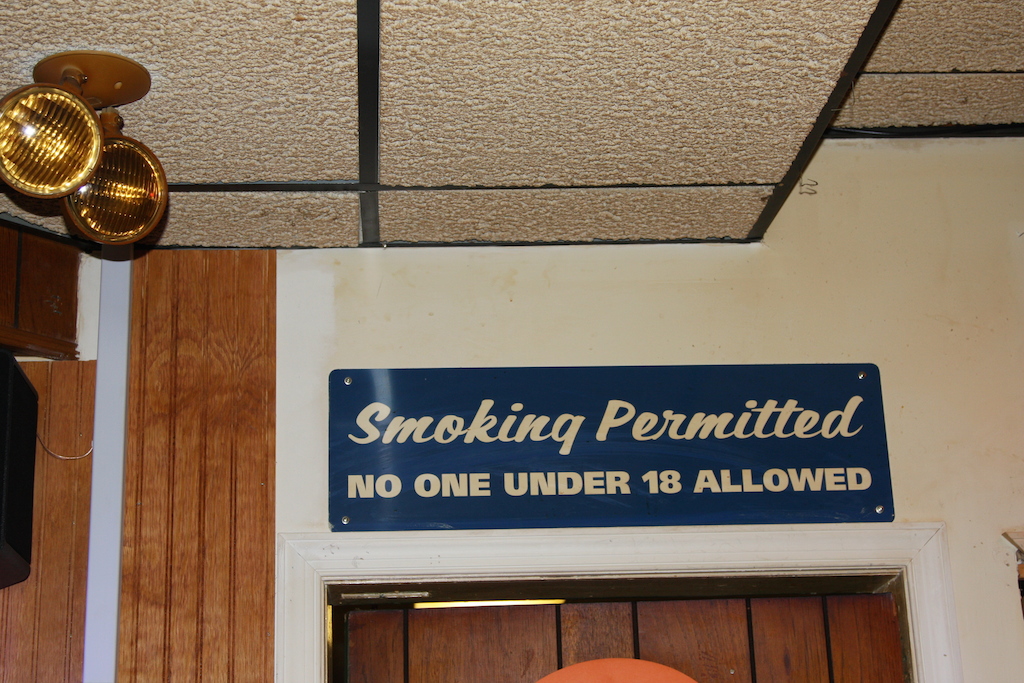 Smoking Permitted
NO ONE UNDER 18 ALLOWED